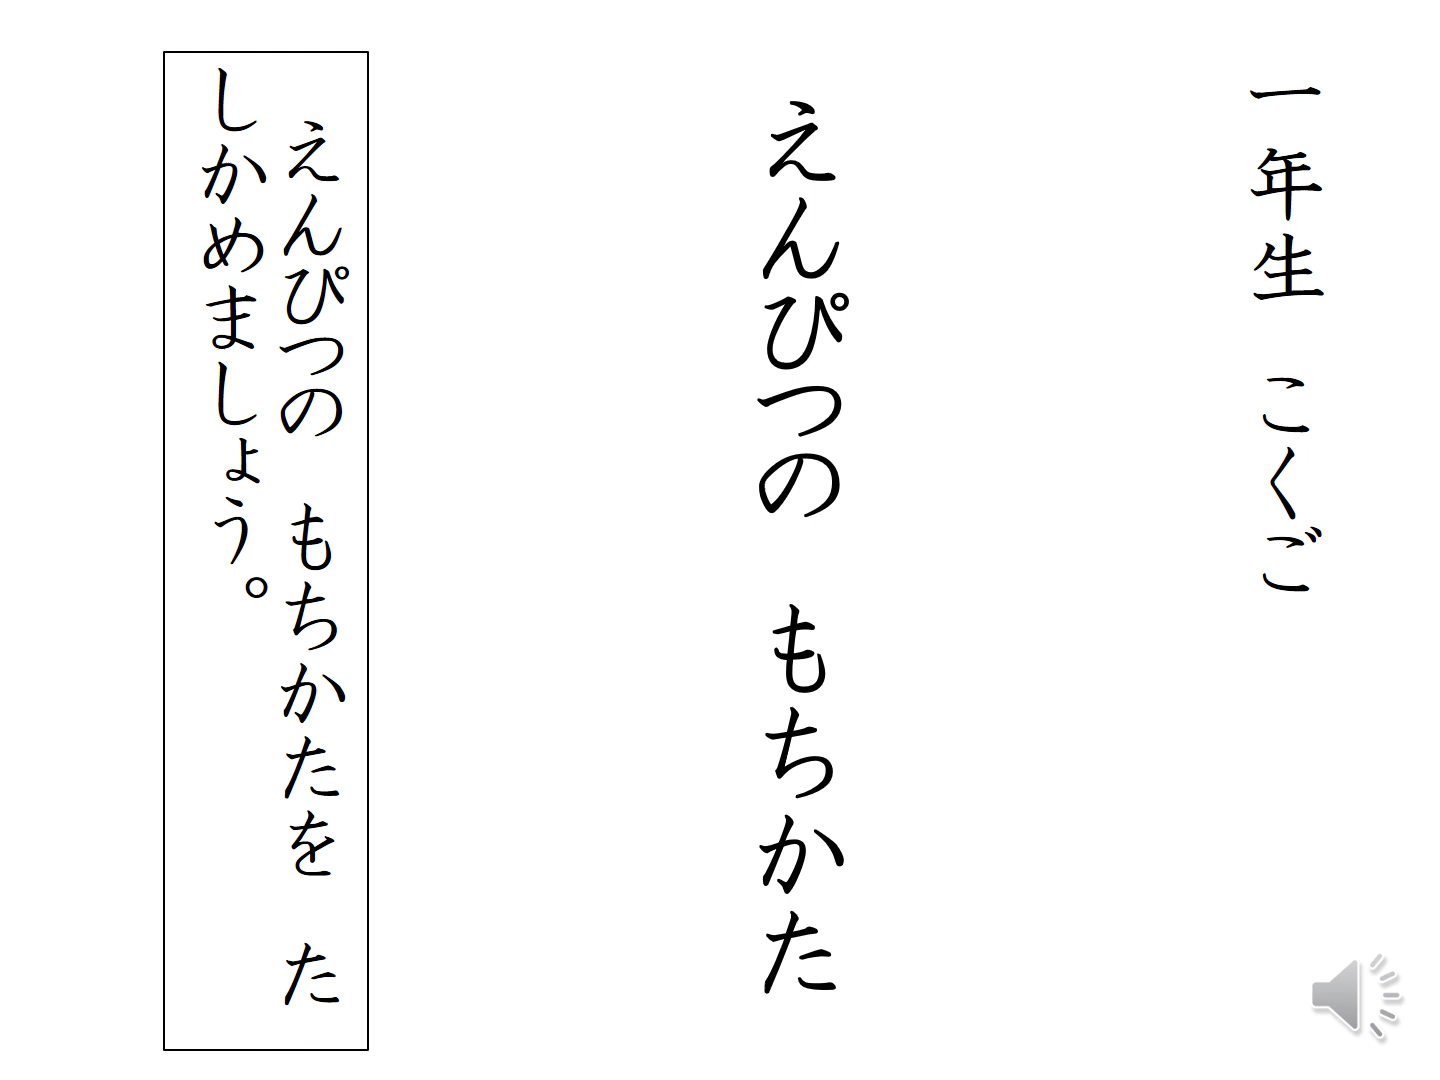 一年生　こくご
えんぴつの　もちかた
えんぴつの　もちかたを　た
しかめましょう。